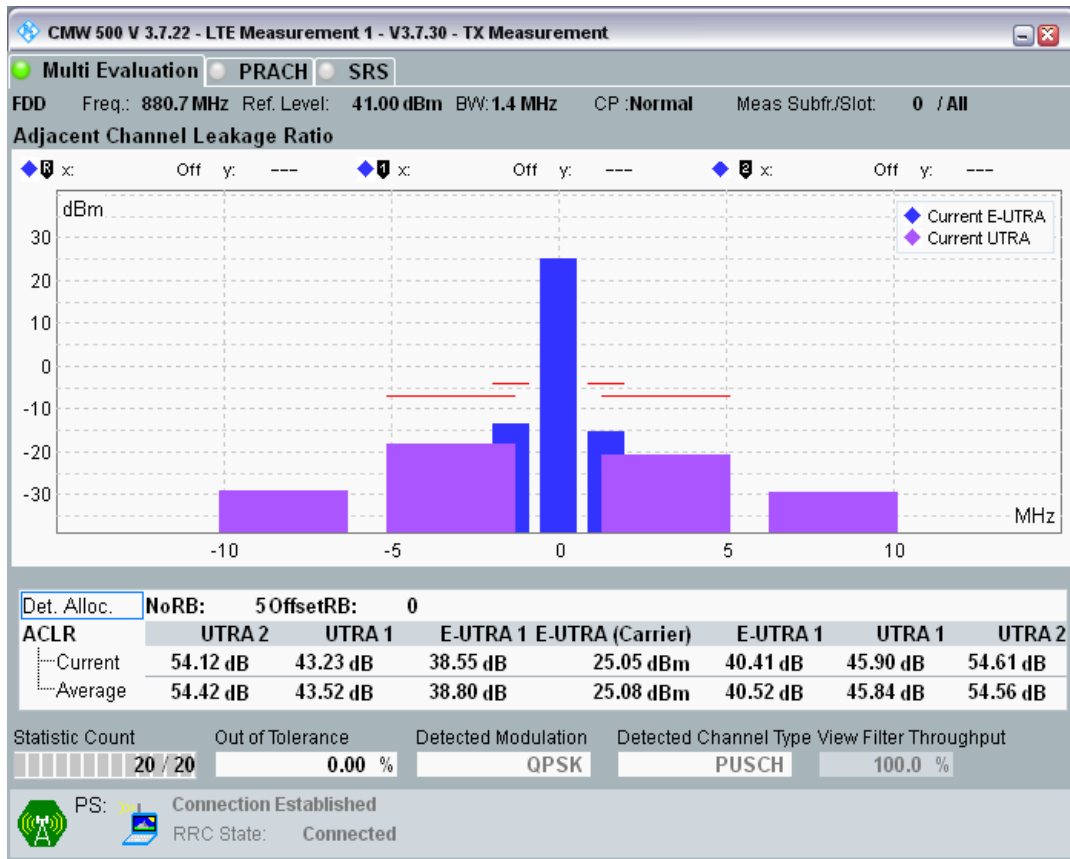 CMW 500 V 3.7.22 - LTE Measurement 1 - V3.7.30 - TX Measurement
Multi Evaluation PRACH SRS
FDD Freq.: 880.7 MHz Ref. Level: 41.00 dBm BW: 1.4 MHz CP :Normal Meas Subfr./Slot: 0 / All
Adjacent Channel Leakage Ratio
R x: Off y: --- 1 x: Off y: --- 2 x: Off y: ---
dBm
Current E-UTRA
Current UTRA
30
20
10
0
-10
-20
-30
MHz
-10 -5 0 5 10
Det. Alloc. NoRB: 5 OffsetRB: 0
ACLR UTRA 2 UTRA 1 E-UTRA 1 E-UTRA (Carrier) E-UTRA 1 UTRA 1 UTRA 2
Current 54.12 dB 43.23 dB 38.55 dB 25.05 dBm 40.41 dB 45.90 dB 54.61 dB
Average 54.42 dB 43.52 dB 38.80 dB 25.08 dBm 40.52 dB 45.84 dB 54.56 dB
Statistic Count Out of Tolerance Detected Modulation Detected Channel Type View Filter Throughput
20 / 20 0.00 % QPSK PUSCH 100.0 %
PS: Connection Established
RRC State: Connected